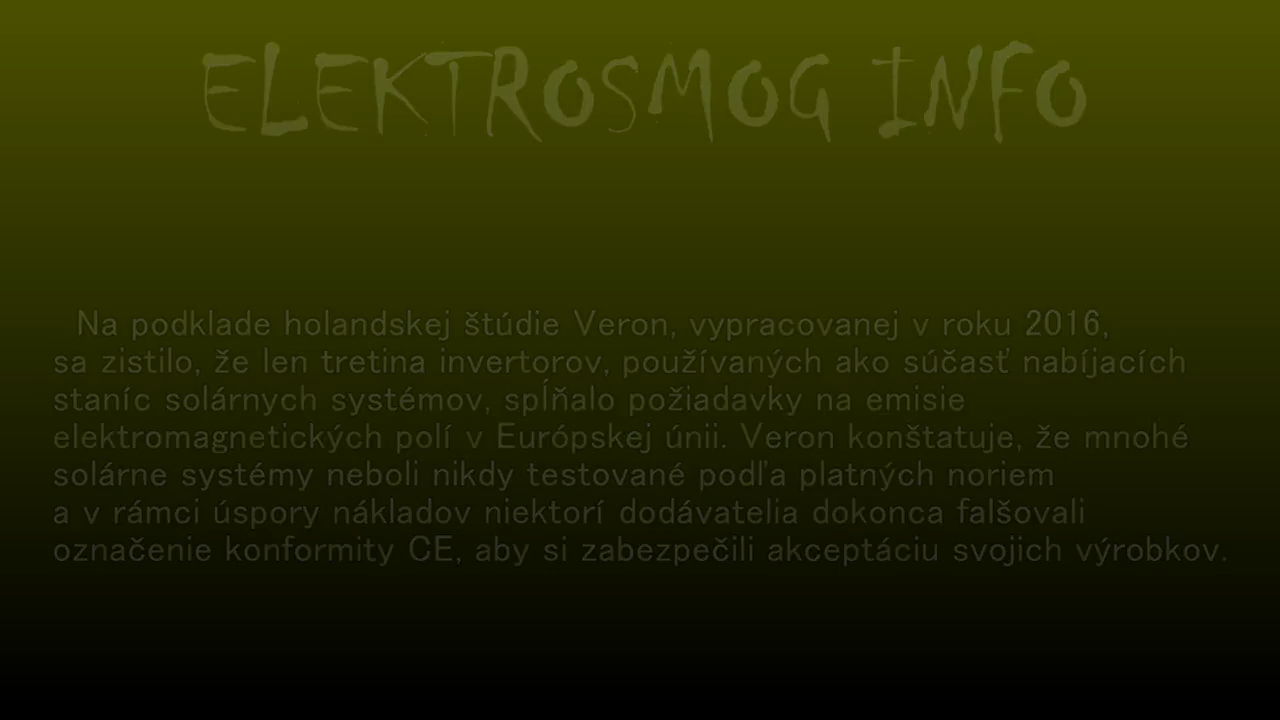 ELEKTROSMOG INFO
Na podklade holandskej štúdie Veron, vypracovanej v roku 2016,
sa zistilo, že len tretina invertorov, používaných ako súčasť nabíjacích
staníc solárnych systémov, spĺňalo požiadavky na emisie
elektromagnetických polí v Európskej únii. Veron konštatuje, že mnohé
solárne systémy neboli nikdy testované podľa platných noriem
a v rámci úspory nákladov niektorí dodávatelia dokonca falšovali
označenie konformity CE, aby si zabezpečili akceptáciu svojich výrobkov.